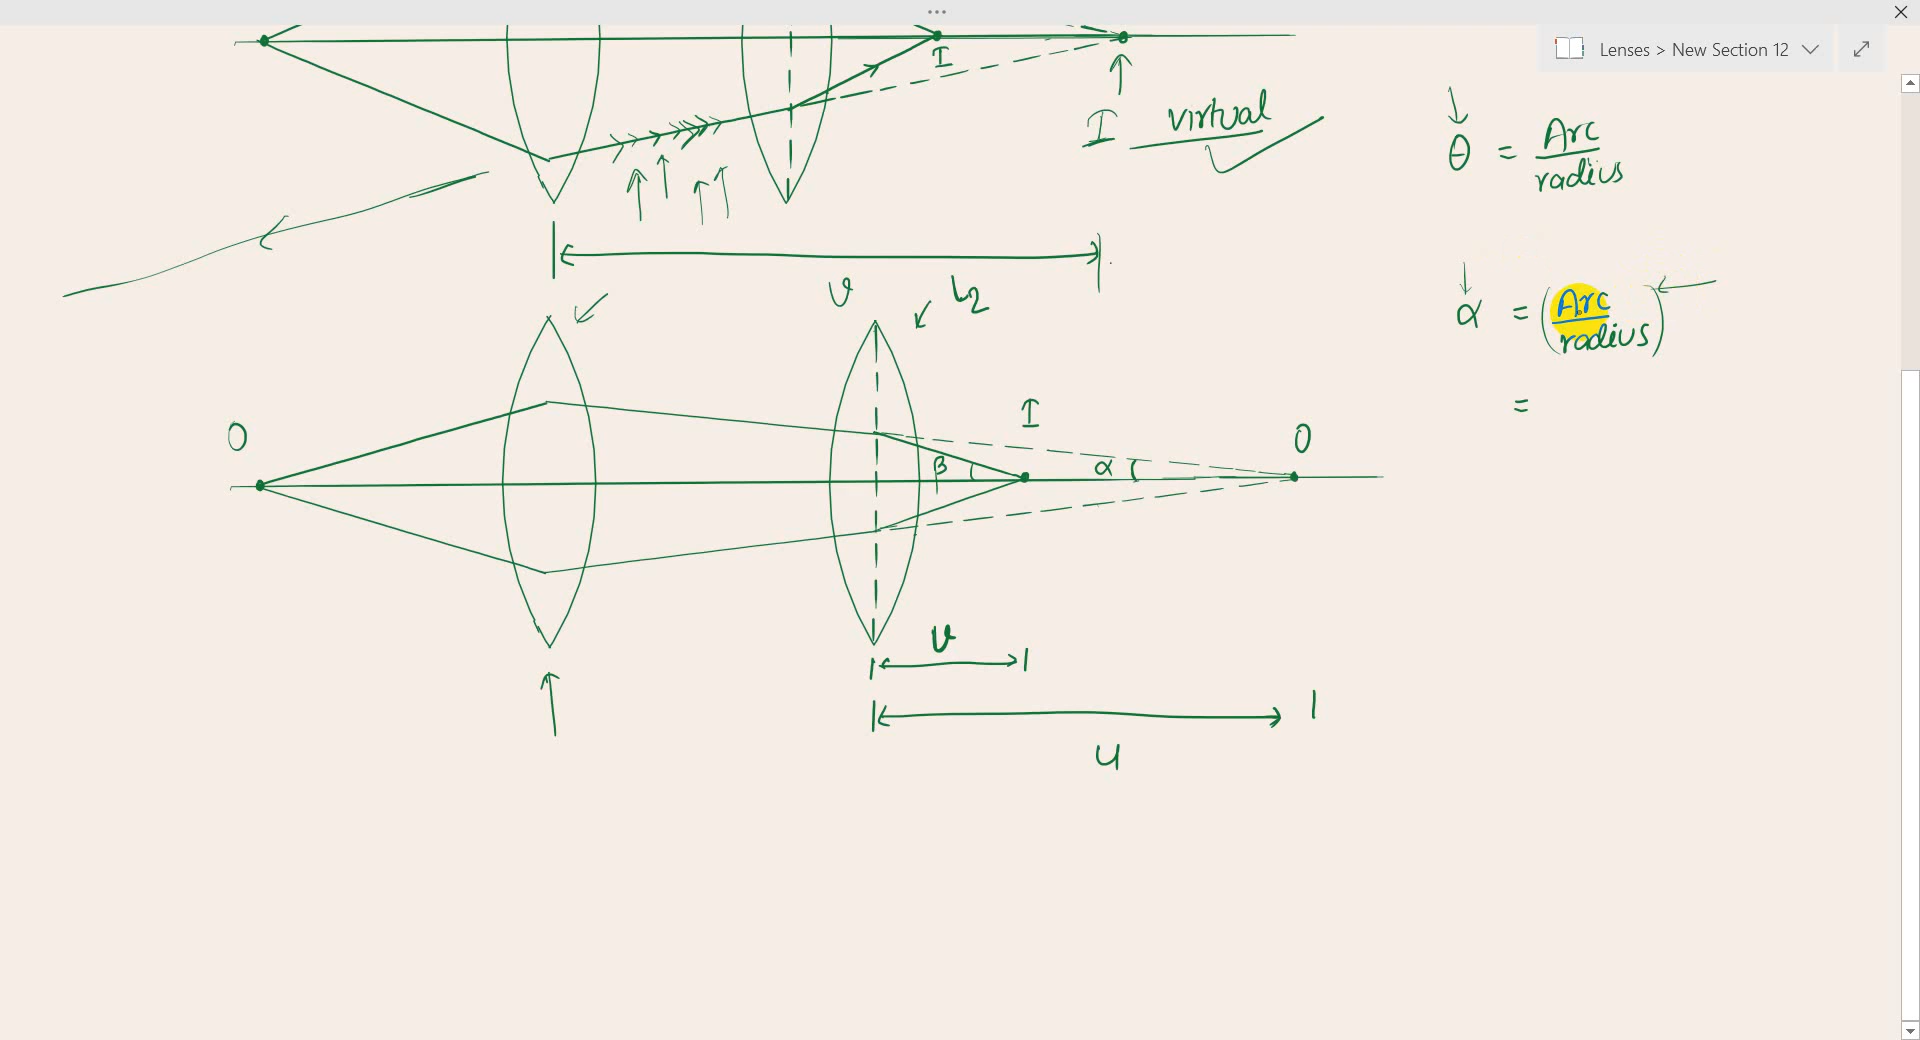 Lenses > New Section 12
I
I virtual
θ = Arc
radius
v
L2
α = (Arc
radius)
=
O
I
O
β
α
v
u